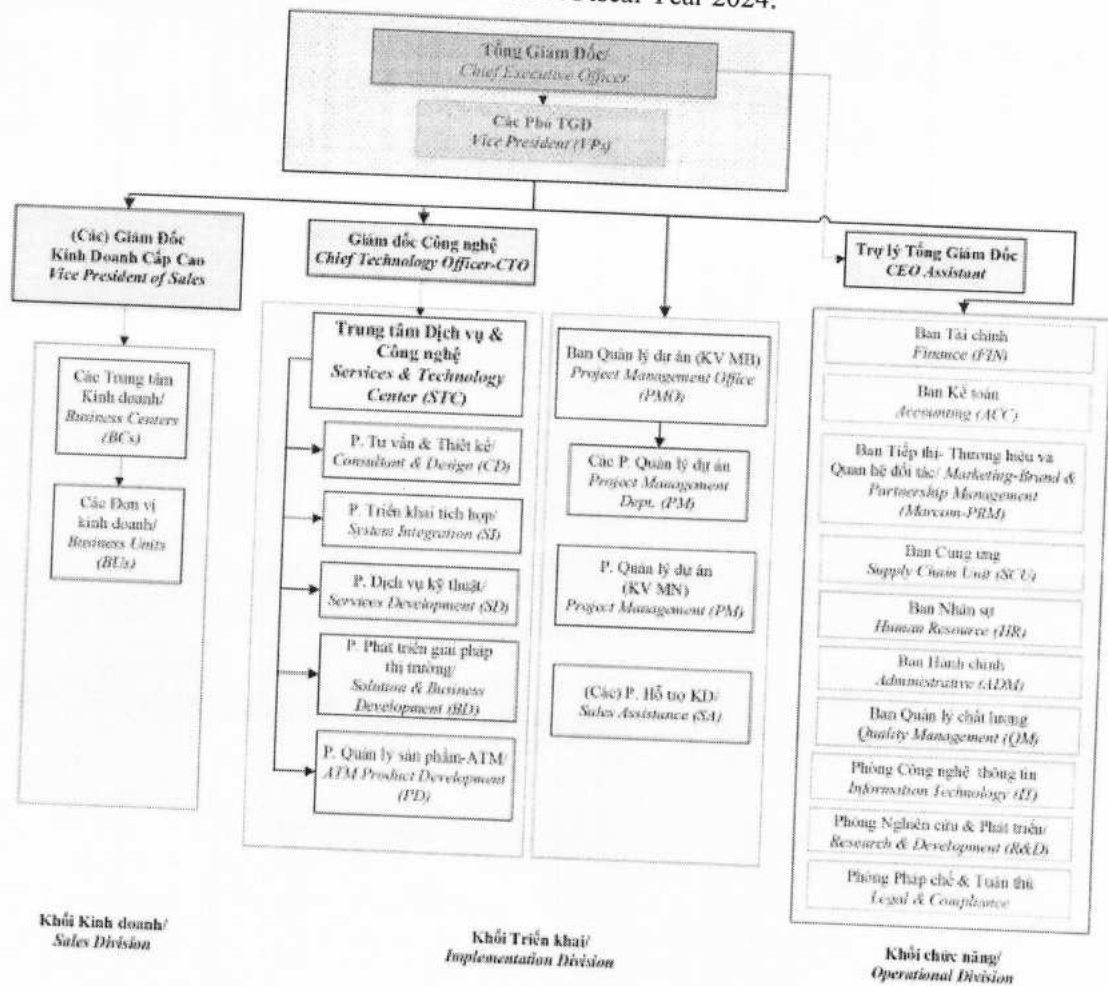 Fiscal Year 2024.
Tổng Giám Đốc/
Chief Executive Officer
Các Phó TGĐ
Vice President (VPs)
(Các) Giám Đốc
Kinh Doanh Cấp Cao
Vice President of Sales
Giám đốc Công nghệ
Chief Technology Officer-CTO
Trợ lý Tổng Giám Đốc
CEO Assistant
Các Trung tâm
Kinh doanh/
Business Centers
(BCs)
Các Đơn vị
kinh doanh/
Business Units
(BUs)
Trung tâm Dịch vụ &
Công nghệ
Services & Technology
Center (STC)
P. Tư vấn & Thiết kế/
Consultant & Design (CD)
P. Triển khai tích hợp/
System Integration (SI)
P. Dịch vụ kỹ thuật/
Services Development (SD)
P. Phát triển giải pháp
thị trường/
Solution & Business
Development (BD)
P. Quản lý sản phẩm-ATM/
ATM Product Development
(PD)
Ban Quản lý dự án (KV MB)
Project Management Office
(PMO)
Các P. Quản lý dự án
Project Management
Dept. (PM)
P. Quản lý dự án
(KV MN)
Project Management (PM)
(Các) P. Hỗ trợ KD/
Sales Assistance (SA)
Ban Tài chính
Finance (FIN)
Ban Kế toán
Accounting (ACC)
Ban Tiếp thị- Thương hiệu và
Quan hệ đối tác/ Marketing-Brand &
Partnership Management
(Marcom-PRM)
Ban Cung ứng
Supply Chain Unit (SCU)
Ban Nhân sự
Human Resource (HR)
Ban Hành chính
Administrative (ADM)
Ban Quản lý chất lượng
Quality Management (QM)
Phòng Công nghệ thông tin
Information Technology (IT)
Phòng Nghiên cứu & Phát triển/
Research & Development (R&D)
Phòng Pháp chế & Tuân thủ
Legal & Compliance
Khối Kinh doanh/
Sales Division
Khối Triển khai/
Implementation Division
Khối chức năng/
Operational Division